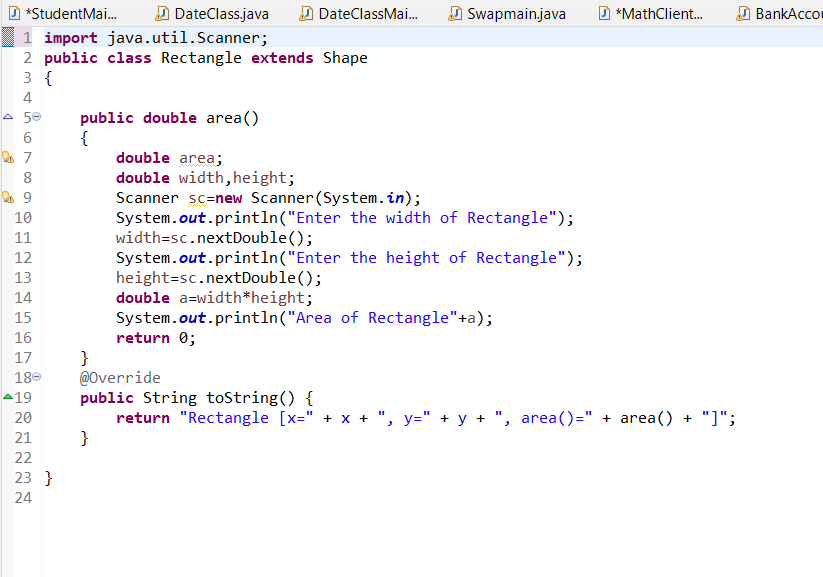 *StudentMai... DateClass.java DateClassMai... Swapmain.java *MathClient... BankAccou
1 import java.util.Scanner;
2 public class Rectangle extends Shape
3 {
4
5 public double area()
6 {
7 double area;
8 double width,height;
9 Scanner sc=new Scanner(System.in);
10 System.out.println("Enter the width of Rectangle");
11 width=sc.nextDouble();
12 System.out.println("Enter the height of Rectangle");
13 height=sc.nextDouble();
14 double a=width*height;
15 System.out.println("Area of Rectangle"+a);
16 return 0;
17 }
18 @Override
19 public String toString() {
20 return "Rectangle [x=" + x + ", y=" + y + ", area()=" + area() + "]";
21 }
22
23 }
24